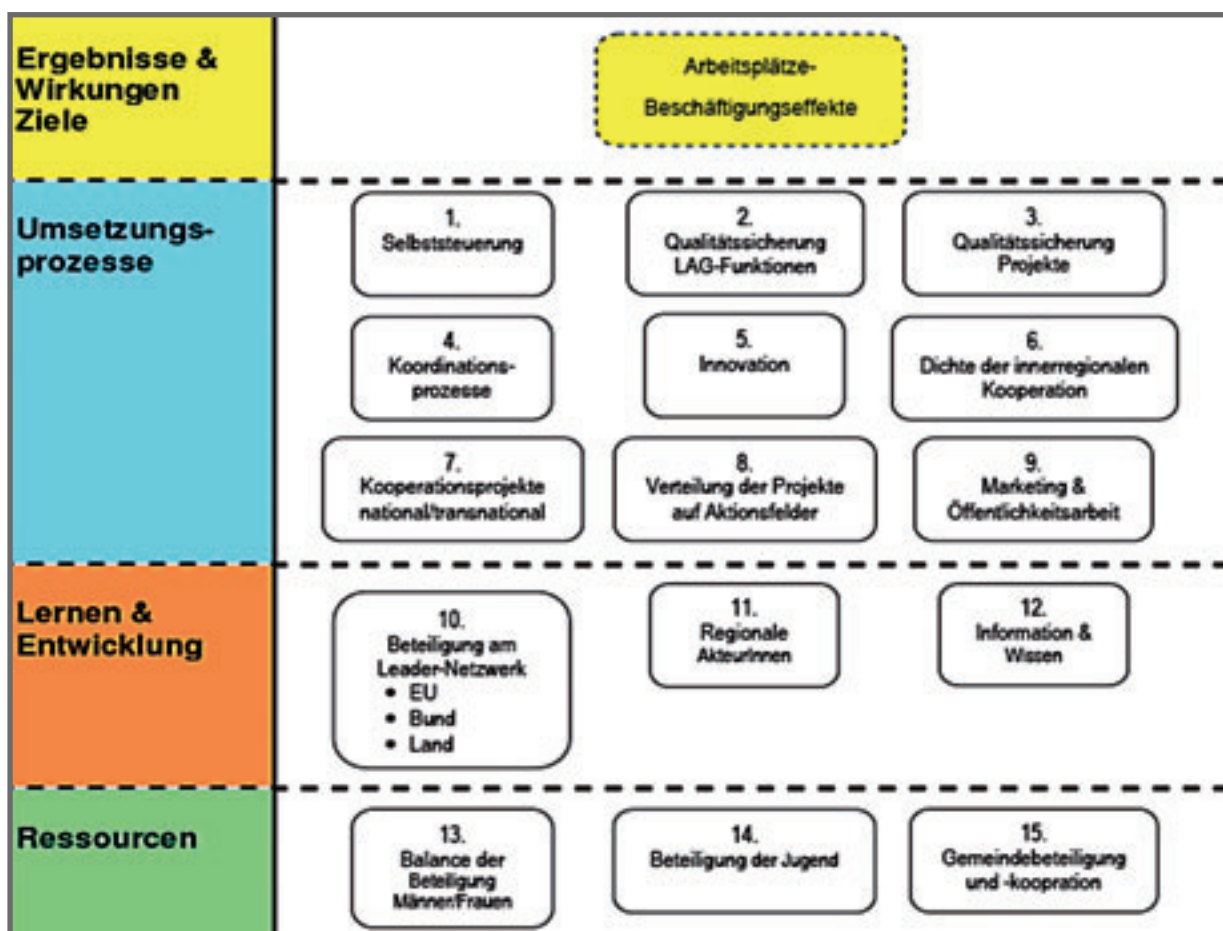 Ergebnisse &
Wirkungen
Ziele
Arbeitsplätze-
Beschäftigungseffekte
Umsetzungs-
prozesse
1.
Selbststeuerung
2.
Qualitätssicherung
LAG-Funktionen
3.
Qualitätssicherung
Projekte
4.
Koordinations-
prozesse
5.
Innovation
6.
Dichte der innerregionalen
Kooperation
7.
Kooperationsprojekte
national/transnational
8.
Verteilung der Projekte
auf Aktionsfelder
9.
Marketing &
Öffentlichkeitsarbeit
Lernen &
Entwicklung
10.
Beteiligung am
Leader-Netzwerk
• EU
• Bund
• Land
11.
Regionale
AkteurInnen
12.
Information &
Wissen
Ressourcen
13.
Balance der
Beteiligung
Männer/Frauen
14.
Beteiligung der Jugend
15.
Gemeindebeteiligung
und -koopration